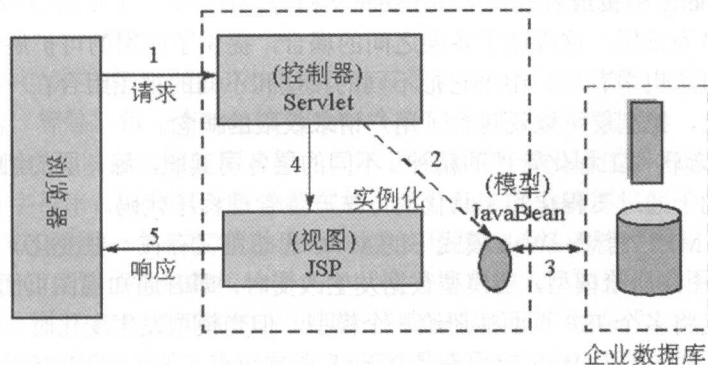 1
请求
(控制器)
Servlet
浏览器
2
实例化
(模型)
JavaBean
5
响应
(视图)
JSP
3
企业数据库